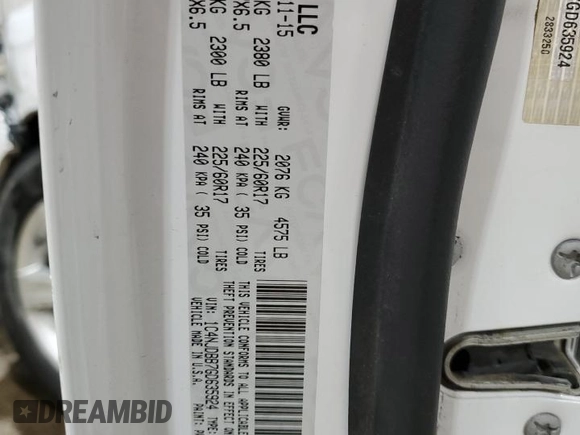 LLC
11-15 GVWR: 2076 KG 4575 LB
KG 2380 LB WITH 225/60R17 TIRES
X6.5 RIMS AT 240 KPA ( 35 PSI) COLD
KG 2300 LB WITH 225/60R17 TIRES
X6.5 RIMS AT 240 KPA ( 35 PSI) COLD
THIS VEHICLE CONFORMS TO ALL APPLICABLE
THEFT PREVENTION STANDARDS IN EFFECT ON
VIN: 1C4NJDBB7GD635924
VEHICLE MADE IN U.S.A. PAINT:
GD635924
283325G
DREAMBID